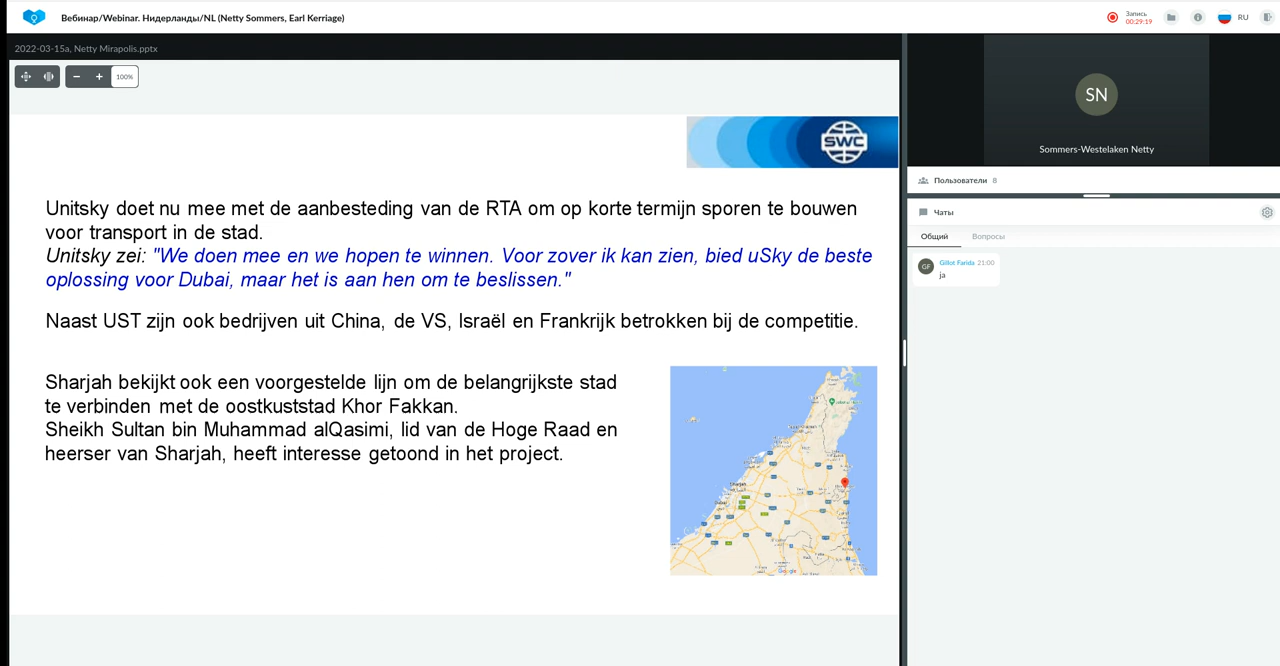 Вебинар/Webinar. Нидерланды/NL (Netty Sommers, Earl Kerriage)
Запись
00:29:19
RU
2022-03-15a, Netty Mirapolis.pptx
100%
SWC
Unitsky doet nu mee met de aanbesteding van de RTA om op korte termijn sporen te bouwen
voor transport in de stad.
Unitsky zei: "We doen mee en we hopen te winnen. Voor zover ik kan zien, bied uSky de beste
oplossing voor Dubai, maar het is aan hen om te beslissen."
Naast UST zijn ook bedrijven uit China, de VS, Israël en Frankrijk betrokken bij de competitie.
Sharjah bekijkt ook een voorgestelde lijn om de belangrijkste stad
te verbinden met de oostkuststad Khor Fakkan.
Sheikh Sultan bin Muhammad alQasimi, lid van de Hoge Raad en
heerser van Sharjah, heeft interesse getoond in het project.
Sharjah
Dubai
Google
SN
Sommers-Westelaken Netty
Пользователи 8
Чаты
Общий
Вопросы
GF
Gillot Farida 21:00
ja